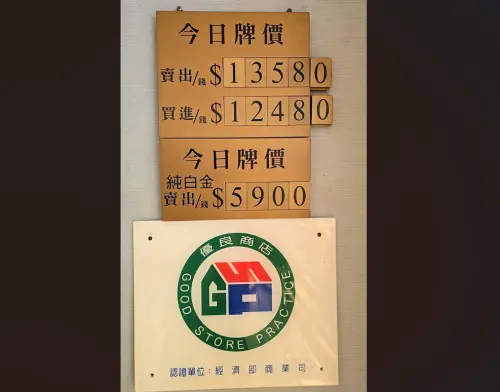 今日牌價
賣出/錢 $13580
買進/錢 $12480
今日牌價
純白金
賣出/錢 $5900
優良商店
GSP
GOOD STORE PRACTICE
認證單位：經濟部商業司